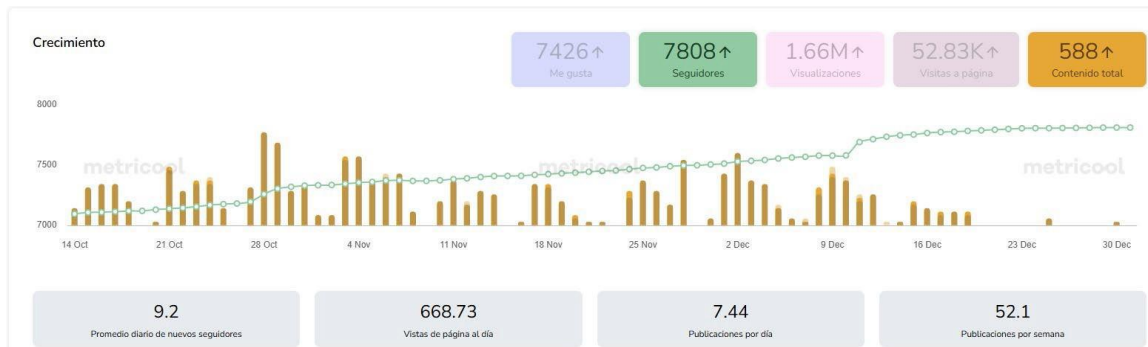 Crecimiento
7426↑
Me gusta
7808↑
Seguidores
1.66M↑
Visualizaciones
52.83K↑
Visitas a página
588↑
Contenido total
8000
7500
7000
metricool
metricool
metricool
14 Oct
21 Oct
28 Oct
4 Nov
11 Nov
18 Nov
25 Nov
2 Dec
9 Dec
16 Dec
23 Dec
30 Dec
9.2
Promedio diario de nuevos seguidores
668.73
Vistas de página al día
7.44
Publicaciones por día
52.1
Publicaciones por semana